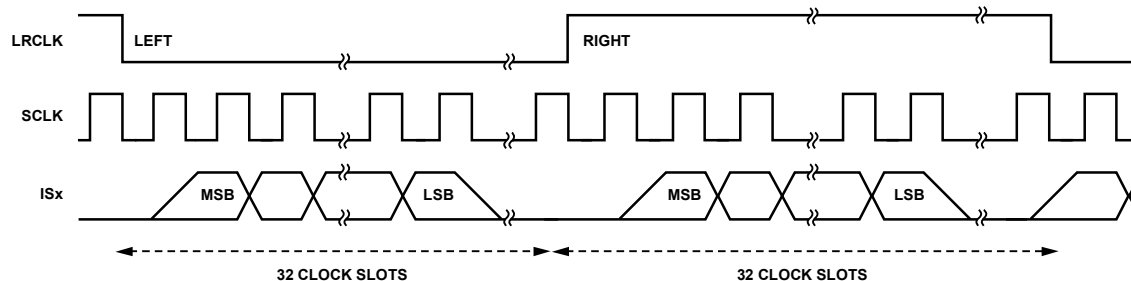 LRCLK
LEFT
RIGHT
SCLK
ISx
MSB
LSB
MSB
LSB
32 CLOCK SLOTS
32 CLOCK SLOTS